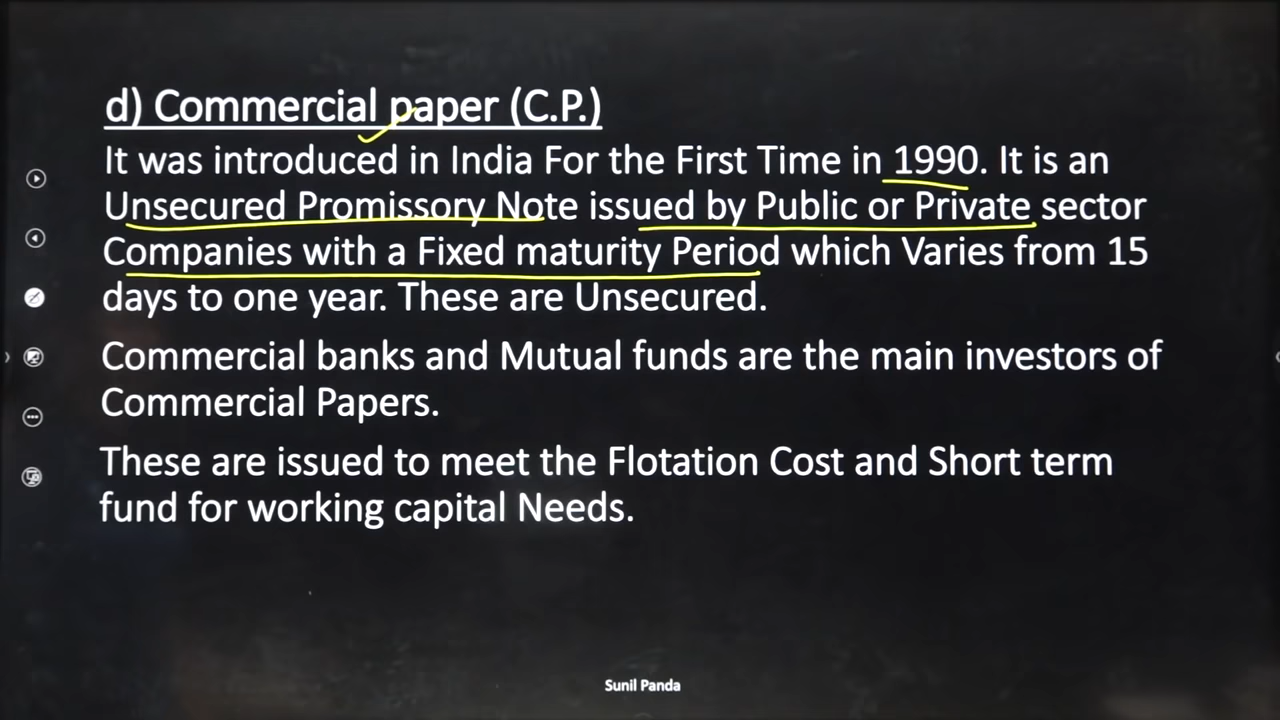 d) Commercial paper (C.P.)
It was introduced in India For the First Time in 1990. It is an
Unsecured Promissory Note issued by Public or Private sector
Companies with a Fixed maturity Period which Varies from 15
days to one year. These are Unsecured.
Commercial banks and Mutual funds are the main investors of
Commercial Papers.
These are issued to meet the Flotation Cost and Short term
fund for working capital Needs.
Sunil Panda